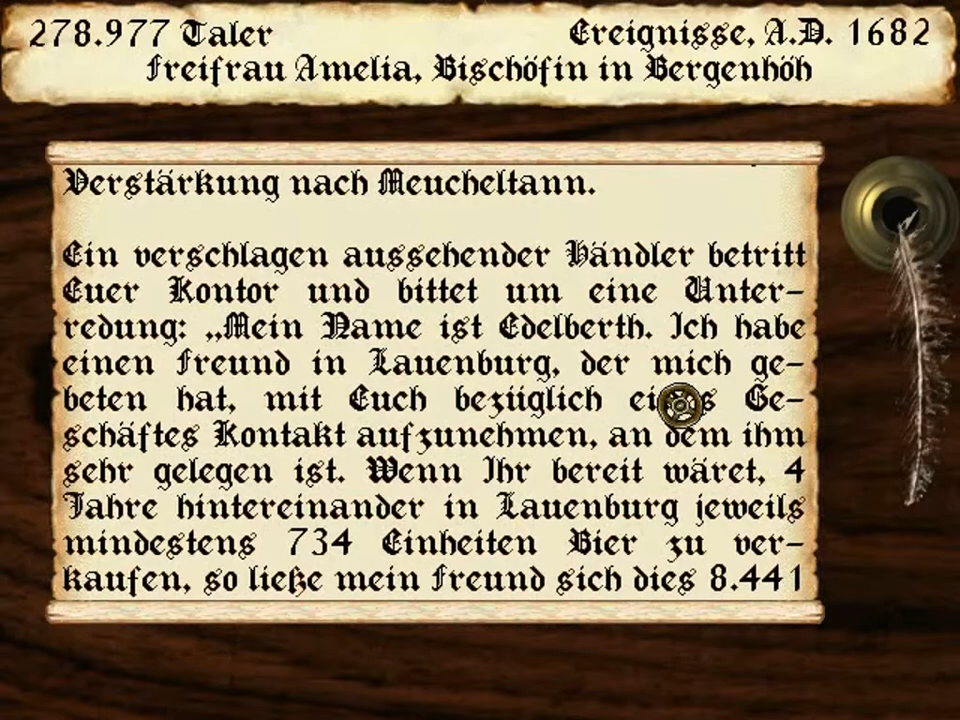 278.977 Taler
Ereignisse, A.D. 1682
Freifrau Amelia, Bischöfin in Bergenhöh
Verstärkung nach Meucheltann.
Ein verschlagen aussehender Händler betritt
Euer Kontor und bittet um eine Unter-
redung: „Mein Name ist Edelberth. Ich habe
einen Freund in Lauenburg, der mich ge-
beten hat, mit Euch bezüglich Ge-
schäftes Kontakt aufzunehmen, an dem ihm
sehr gelegen ist. Wenn Ihr bereit wäret, 4
Jahre hintereinander in Lauenburg jeweils
mindestens 734 Einheiten Bier zu ver-
kaufen, so ließe mein Freund sich dies 8.441